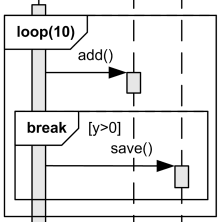 loop(10)
add()
break [y>0]
save()